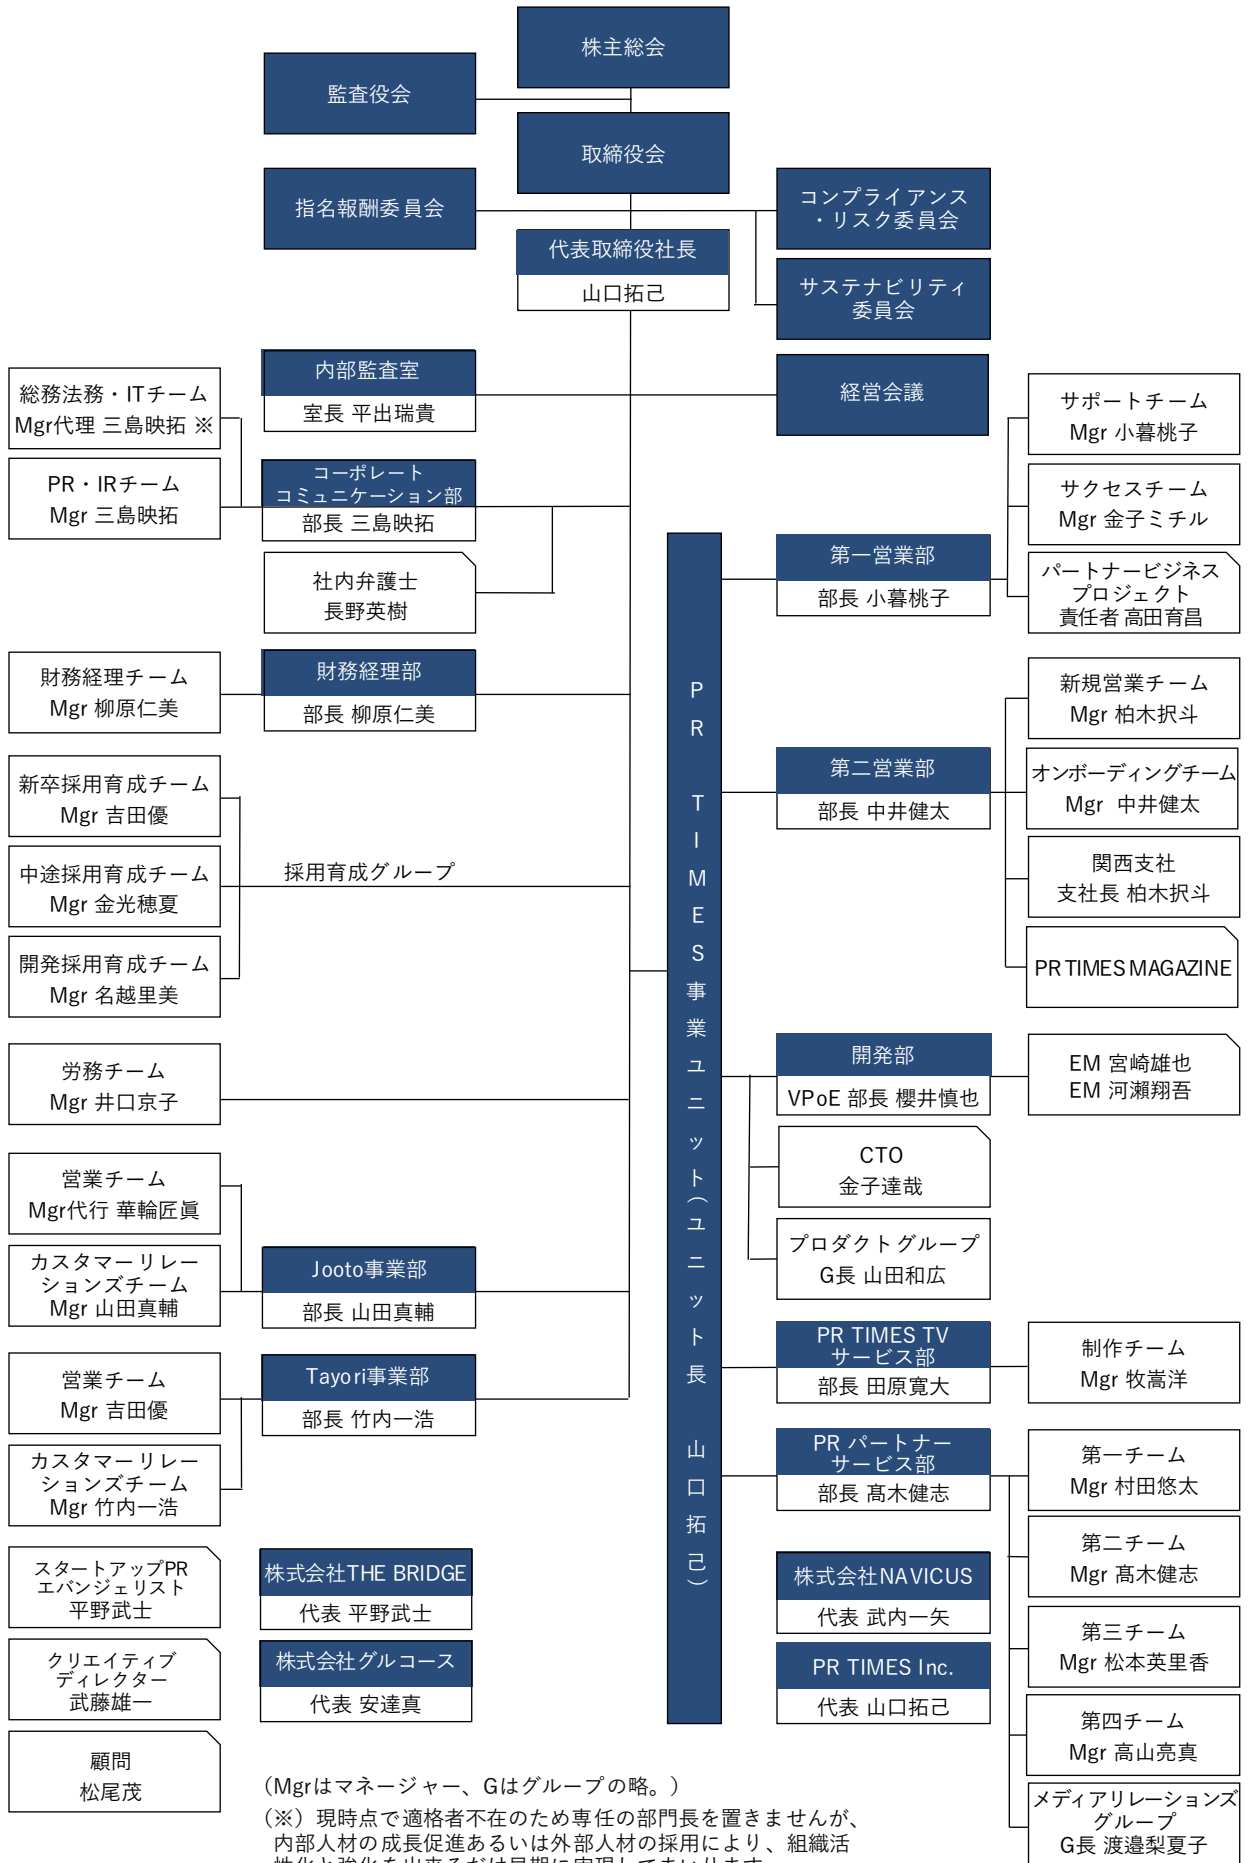 株主総会
監査役会
取締役会
指名報酬委員会
コンプライアンス
・リスク委員会
代表取締役社長
山口拓己
サステナビリティ
委員会
内部監査室
室長 平出瑞貴
経営会議
総務法務・ITチーム
Mgr代理 三島映拓 ※
PR・IRチーム
Mgr 三島映拓
コーポレート
コミュニケーション部
部長 三島映拓
社内弁護士
長野英樹
財務経理チーム
Mgr 柳原仁美
財務経理部
部長 柳原仁美
新卒採用育成チーム
Mgr 吉田優
中途採用育成チーム
Mgr 金光穂夏
開発採用育成チーム
Mgr 名越里美
採用育成グループ
労務チーム
Mgr 井口京子
営業チーム
Mgr代行 華輪匠眞
カスタマーリレー
ションズチーム
Mgr 山田真輔
Jooto事業部
部長 山田真輔
営業チーム
Mgr 吉田優
カスタマーリレー
ションズチーム
Mgr 竹内一浩
Tayori事業部
部長 竹内一浩
スタートアップPR
エバンジェリスト
平野武士
クリエイティブ
ディレクター
武藤雄一
顧問
松尾茂
株式会社THE BRIDGE
代表 平野武士
株式会社グルコース
代表 安達真
PR TIMES事業ユニット(ユニット長 山口拓己)
第一営業部
部長 小暮桃子
サポートチーム
Mgr 小暮桃子
サクセスチーム
Mgr 金子ミチル
パートナービジネス
プロジェクト
責任者 高田育昌
第二営業部
部長 中井健太
新規営業チーム
Mgr 柏木択斗
オンボーディングチーム
Mgr 中井健太
関西支社
支社長 柏木択斗
PR TIMES MAGAZINE
開発部
VPoE 部長 櫻井慎也
EM 宮崎雄也
EM 河瀬翔吾
CTO
金子達哉
プロダクトグループ
G長 山田和広
PR TIMES TV
サービス部
部長 田原寛大
制作チーム
Mgr 牧嵩洋
PR パートナー
サービス部
部長 髙木健志
第一チーム
Mgr 村田悠太
第二チーム
Mgr 髙木健志
第三チーム
Mgr 松本英里香
第四チーム
Mgr 高山亮真
メディアリレーションズ
グループ
G長 渡邉梨夏子
株式会社NAVICUS
代表 武内一矢
PR TIMES Inc.
代表 山口拓己
（Mgrはマネージャー、Gはグループの略。）
（※）現時点で適格者不在のため専任の部門長を置きませんが、
内部人材の成長促進あるいは外部人材の採用により、組織活
性化と強化を出来るだけ早期に実現してまいります